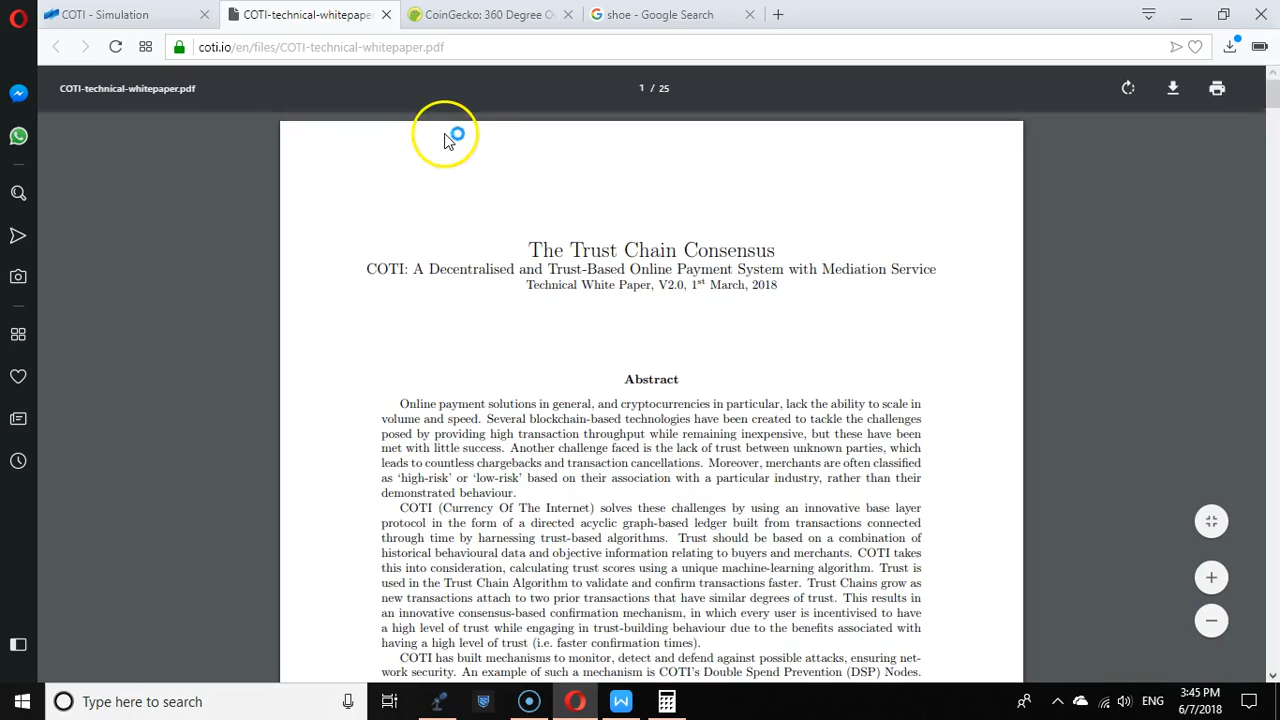 COTI - Simulation
COTI-technical-whitepaper
CoinGecko: 360 Degree O
shoe - Google Search
coti.io/en/files/COTI-technical-whitepaper.pdf
COTI-technical-whitepaper.pdf
1 / 25
The Trust Chain Consensus
COTI: A Decentralised and Trust-Based Online Payment System with Mediation Service
Technical White Paper, V2.0, 1st March, 2018
Abstract
Online payment solutions in general, and cryptocurrencies in particular, lack the ability to scale in
volume and speed. Several blockchain-based technologies have been created to tackle the challenges
posed by providing high transaction throughput while remaining inexpensive, but these have been
met with little success. Another challenge faced is the lack of trust between unknown parties, which
leads to countless chargebacks and transaction cancellations. Moreover, merchants are often classified
as ‘high-risk’ or ‘low-risk’ based on their association with a particular industry, rather than their
demonstrated behaviour.
COTI (Currency Of The Internet) solves these challenges by using an innovative base layer
protocol in the form of a directed acyclic graph-based ledger built from transactions connected
through time by harnessing trust-based algorithms. Trust should be based on a combination of
historical behavioural data and objective information relating to buyers and merchants. COTI takes
this into consideration, calculating trust scores using a unique machine-learning algorithm. Trust is
used in the Trust Chain Algorithm to validate and confirm transactions faster. Trust Chains grow as
new transactions attach to two prior transactions that have similar degrees of trust. This results in
an innovative consensus-based confirmation mechanism, in which every user is incentivised to have
a high level of trust while engaging in trust-building behaviour due to the benefits associated with
having a high level of trust (i.e. faster confirmation times).
COTI has built mechanisms to monitor, detect and defend against possible attacks, ensuring net-
work security. An example of such a mechanism is COTI's Double Spend Prevention (DSP) Nodes.
Type here to search
ENG
3:45 PM
6/7/2018